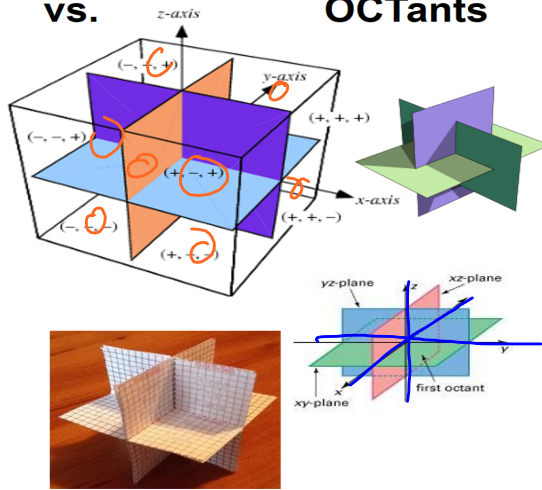 vs. OCTants
z-axis
(−, −, +)
y-axis
(+, +, +)
(−, −, +)
(+, −, +)
x-axis
(+, +, −)
(−, −, −)
(+, −, −)
yz-plane
z
xz-plane
y
x
first octant
xy-plane